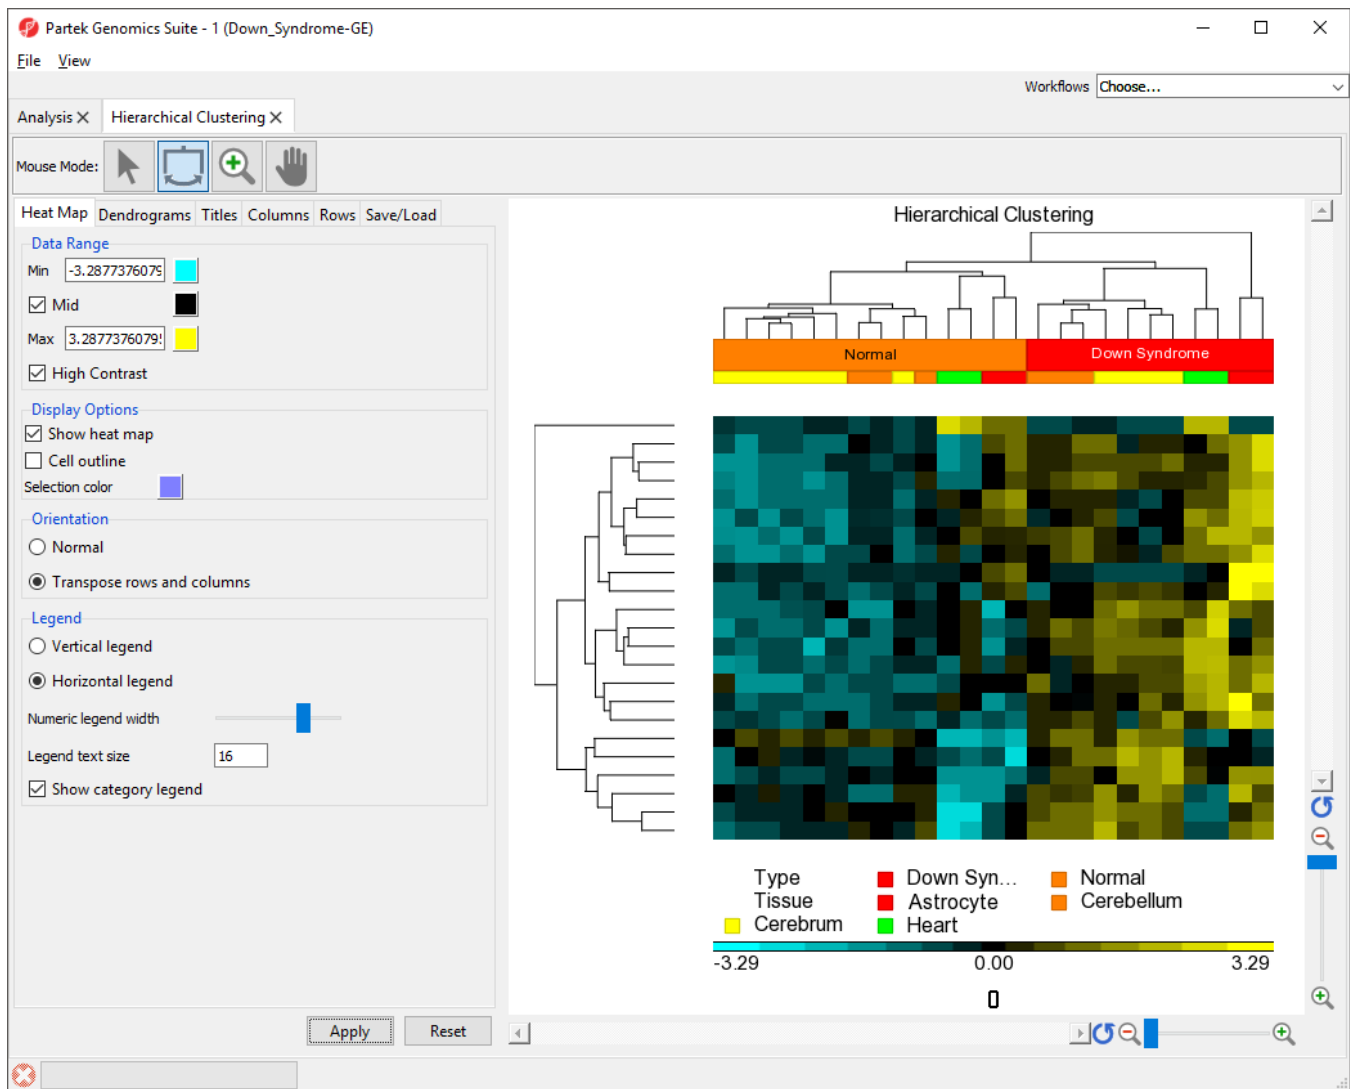 Partek Genomics Suite - 1 (Down_Syndrome-GE)
File View
Workflows Choose...
Analysis Hierarchical Clustering
Mouse Mode:
Heat Map Dendrograms Titles Columns Rows Save/Load
Data Range
Min -3.2877376079
Mid
Max 3.2877376079
High Contrast
Display Options
Show heat map
Cell outline
Selection color
Orientation
Normal
Transpose rows and columns
Legend
Vertical legend
Horizontal legend
Numeric legend width
Legend text size 16
Show category legend
Apply Reset
Hierarchical Clustering
Normal Down Syndrome
Type Down Syn... Normal
Tissue Astrocyte Cerebellum
Cerebrum Heart
-3.29 0.00 3.29
0